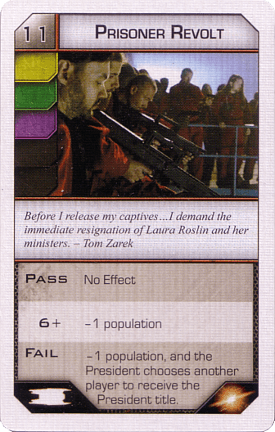 11 PRISONER REVOLT
Before I release my captives...I demand the
immediate resignation of Laura Roslin and her
ministers. – Tom Zarek
PASS No Effect
6+ -1 population
FAIL -1 population, and the
President chooses another
player to receive the
President title.